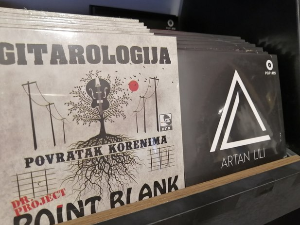 GITAROLOGIJA
POVRATAK KORENIMA
DR. PROJECT
POINT BLANK
ARTAN LILI